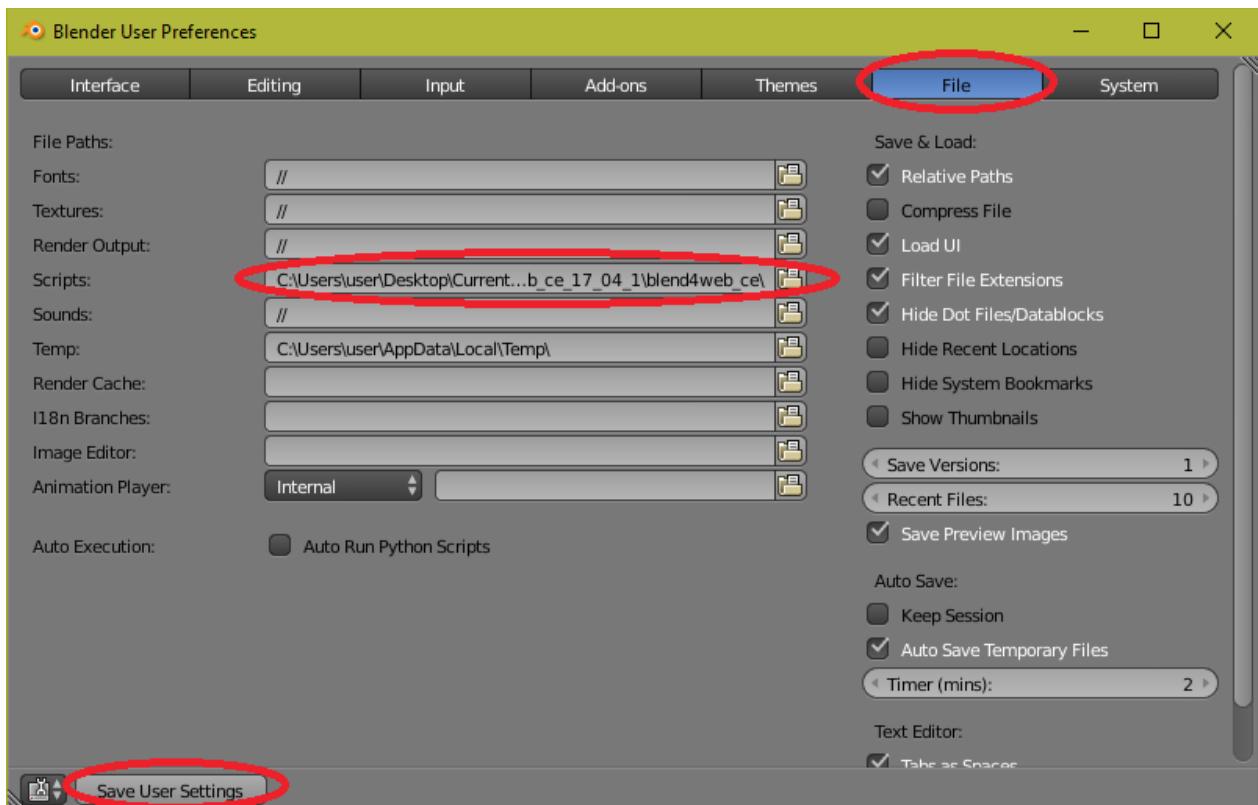 Blender User Preferences
Interface Editing Input Add-ons Themes File System
File Paths:
Fonts: //
Textures: //
Render Output: //
Scripts: C:\Users\user\Desktop\Current...b_ce_17_04_1\blend4web_ce\
Sounds: //
Temp: C:\Users\user\AppData\Local\Temp\
Render Cache:
I18n Branches:
Image Editor:
Animation Player: Internal
Auto Execution: Auto Run Python Scripts
Save & Load:
Relative Paths
Compress File
Load UI
Filter File Extensions
Hide Dot Files/Datablocks
Hide Recent Locations
Hide System Bookmarks
Show Thumbnails
Save Versions: 1
Recent Files: 10
Save Preview Images
Auto Save:
Keep Session
Auto Save Temporary Files
Timer (mins): 2
Text Editor:
Tabs as Spaces
Save User Settings